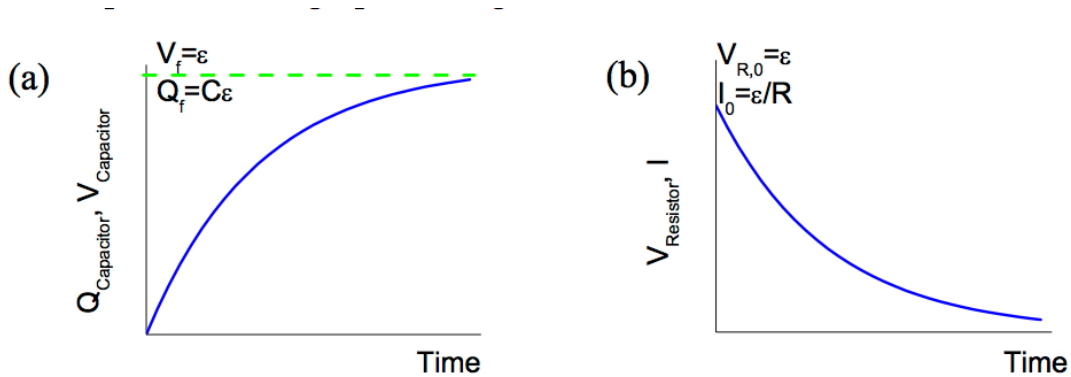 (a)
V_f=ε
Q_f=Cε
Q_Capacitor, V_Capacitor
Time
(b)
V_R,0=ε
I_0=ε/R
V_Resistor, I
Time